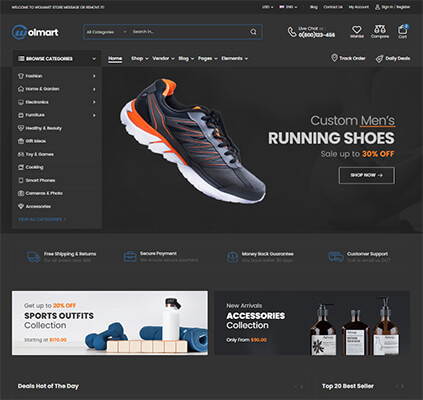 WELCOME TO WOLMART STORE MESSAGE OR REMOVE IT!
USD
ENG
Blog
Contact Us
My Account
Sign In / Register
Wolmart
All Categories
Search in...
Live Chat or :
0(800)123-456
Wishlist
Compare
Cart
BROWSE CATEGORIES
Home
Shop
Vendor
Blog
Pages
Elements
Track Order
Daily Deals
Fashion
Home & Garden
Electronics
Furniture
Healthy & Beauty
Gift Ideas
Toy & Games
Cooking
Smart Phones
Cameras & Photo
Accessories
VIEW ALL CATEGORIES
Custom Men's
RUNNING SHOES
Sale up to 30% OFF
SHOP NOW
Free Shipping & Returns
For all orders over $99
Secure Payment
We ensure secure payment
Money Back Guarantee
Any back within 30 days
Customer Support
Call or email us 24/7
Get up to 20% OFF
SPORTS OUTFITS
Collection
Starting at $170.00
New Arrivals
ACCESSORIES
Collection
Only From $90.00
Deals Hot of The Day
Top 20 Best Seller